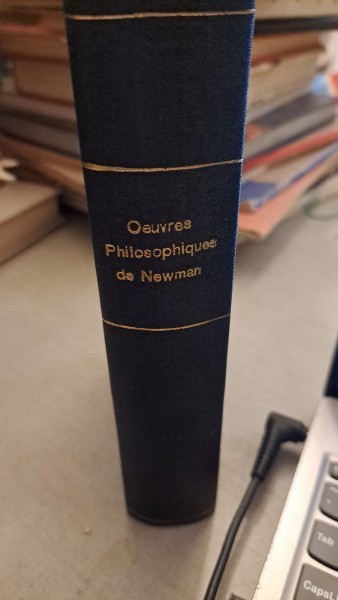 Oeuvres
Philosophiques
de Newman
Tab
CapsL